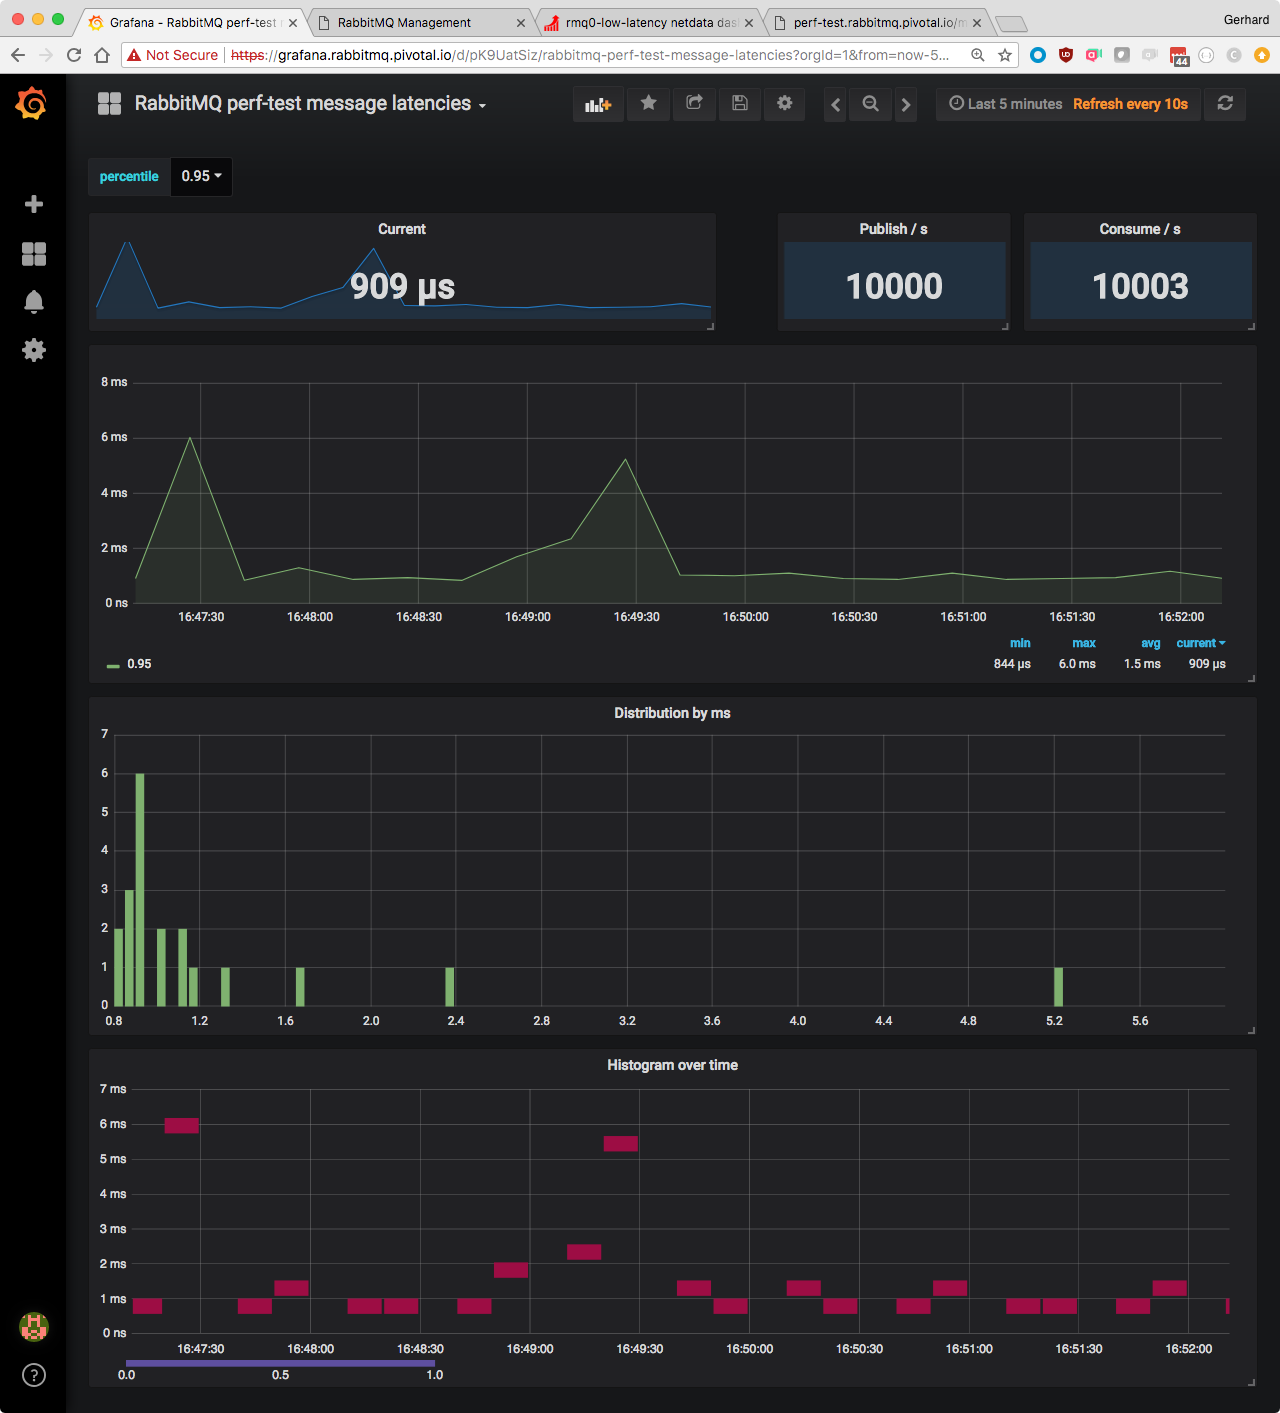 Grafana - RabbitMQ perf-test
RabbitMQ Management
rmq0-low-latency netdata das
perf-test.rabbitmq.pivotal.io/m
Gerhard
Not Secure
https://grafana.rabbitmq.pivotal.io/d/pK9UatSiz/rabbitmq-perf-test-message-latencies?orgId=1&from=now-5...
44
RabbitMQ perf-test message latencies
Last 5 minutes Refresh every 10s
percentile 0.95
Current
909 µs
Publish / s
10000
Consume / s
10003
8 ms
6 ms
4 ms
2 ms
0 ns
16:47:30 16:48:00 16:48:30 16:49:00 16:49:30 16:50:00 16:50:30 16:51:00 16:51:30 16:52:00
min max avg current
0.95 844 µs 6.0 ms 1.5 ms 909 µs
Distribution by ms
7
6
5
4
3
2
1
0
0.8 1.2 1.6 2.0 2.4 2.8 3.2 3.6 4.0 4.4 4.8 5.2 5.6
Histogram over time
7 ms
6 ms
5 ms
4 ms
3 ms
2 ms
1 ms
0 ns
16:47:30 16:48:00 16:48:30 16:49:00 16:49:30 16:50:00 16:50:30 16:51:00 16:51:30 16:52:00
0.0 0.5 1.0